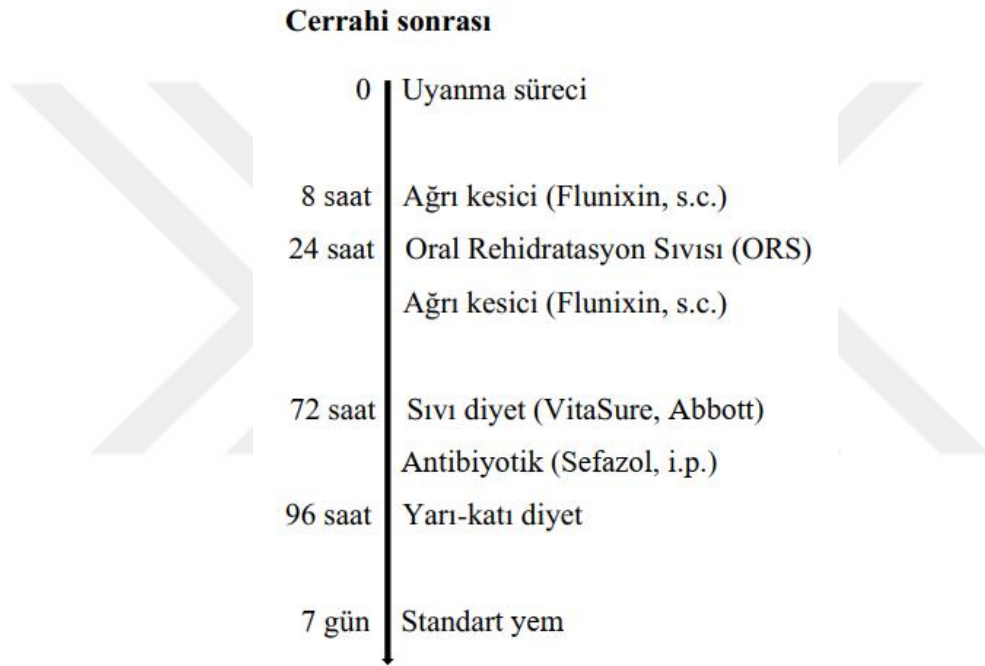 Cerrahi sonrası
0 Uyanma süreci
8 saat Ağrı kesici (Flunixin, s.c.)
24 saat Oral Rehidratasyon Sıvısı (ORS)
Ağrı kesici (Flunixin, s.c.)
72 saat Sıvı diyet (VitaSure, Abbott)
Antibiyotik (Sefazol, i.p.)
96 saat Yarı-katı diyet
7 gün Standart yem